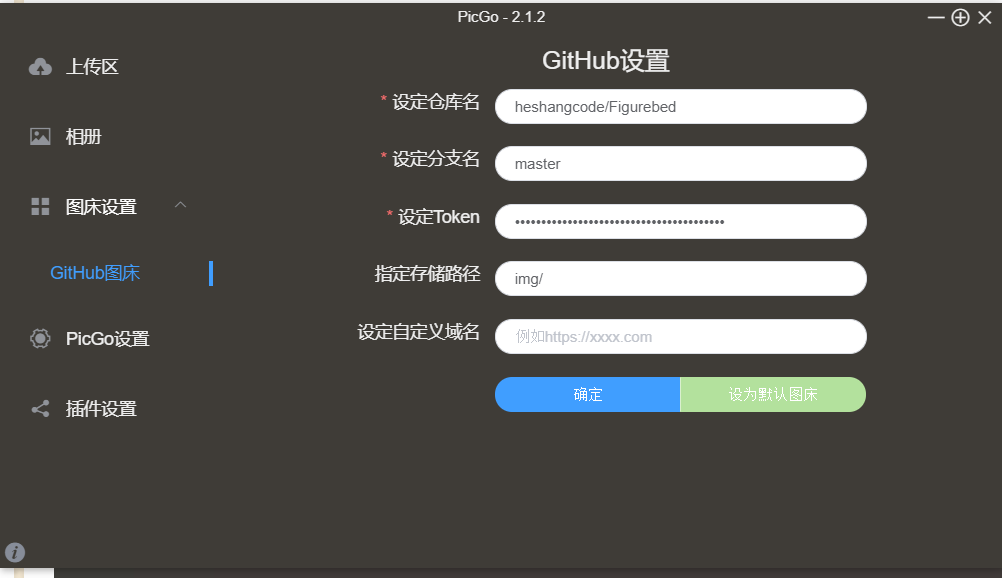 PicGo - 2.1.2
上传区
相册
图床设置
GitHub图床
PicGo设置
插件设置
GitHub设置
* 设定仓库名 heshangcode/Figurebed
* 设定分支名 master
* 设定Token ••••••••••••••••••••••••••••••••••••••••
指定存储路径 img/
设定自定义域名 例如https://xxxx.com
确定 设为默认图床